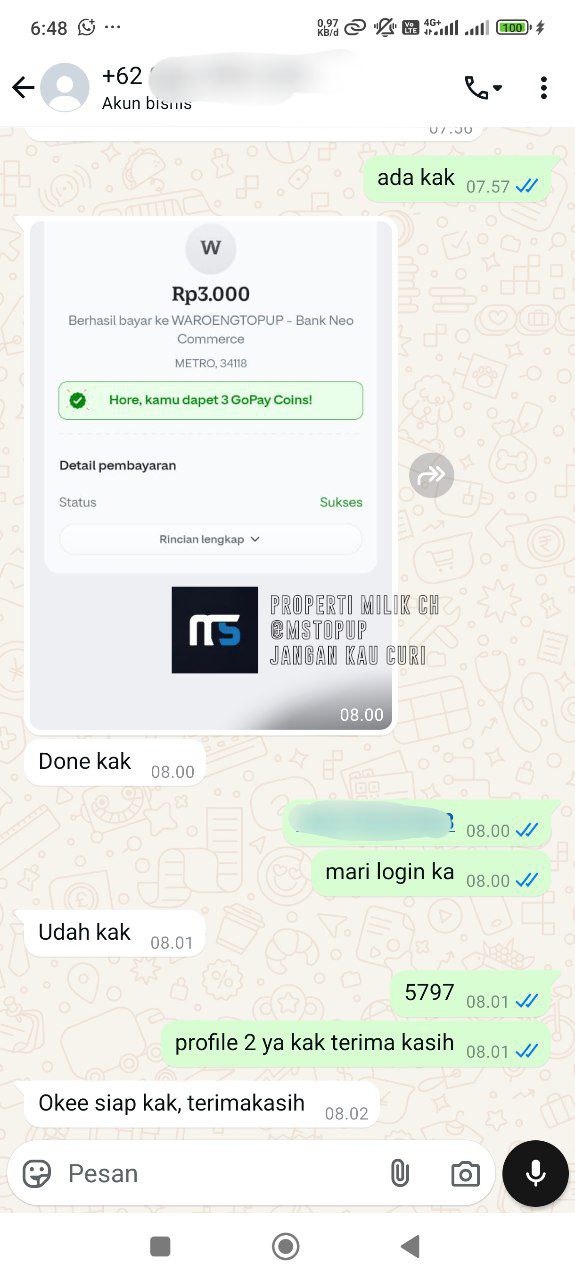 6:48
0,97
KB/d
Vo
LTE
4G+
100
+62
Akun bisnis
07.56
ada kak 07.57
W
Rp3.000
Berhasil bayar ke WAROENGTOPUP - Bank Neo
Commerce
METRO, 34118
Hore, kamu dapet 3 GoPay Coins!
Detail pembayaran
Status Sukses
Rincian lengkap
ms
PROPERTI MILIK CH
@MSTOPUP
JANGAN KAU CURI
08.00
Done kak 08.00
08.00
mari login ka 08.00
Udah kak 08.01
5797 08.01
profile 2 ya kak terima kasih 08.01
Okee siap kak, terimakasih 08.02
Pesan